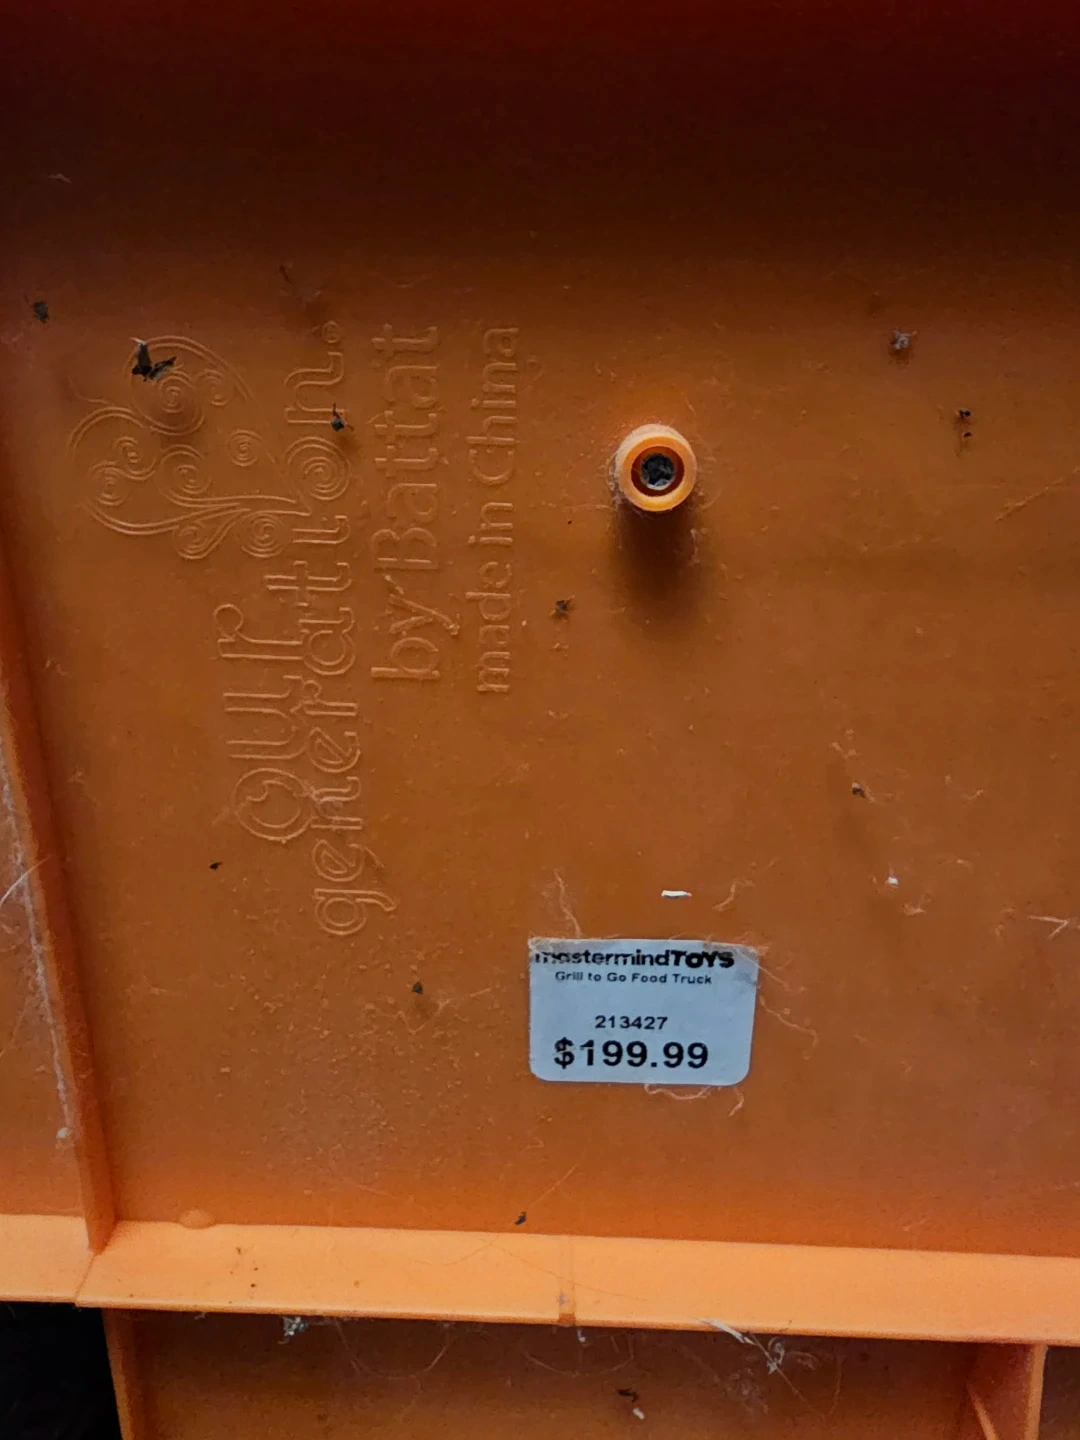 our
generation
by Battat
made in China
mastermindTOYS
Grill to Go Food Truck
213427
$199.99